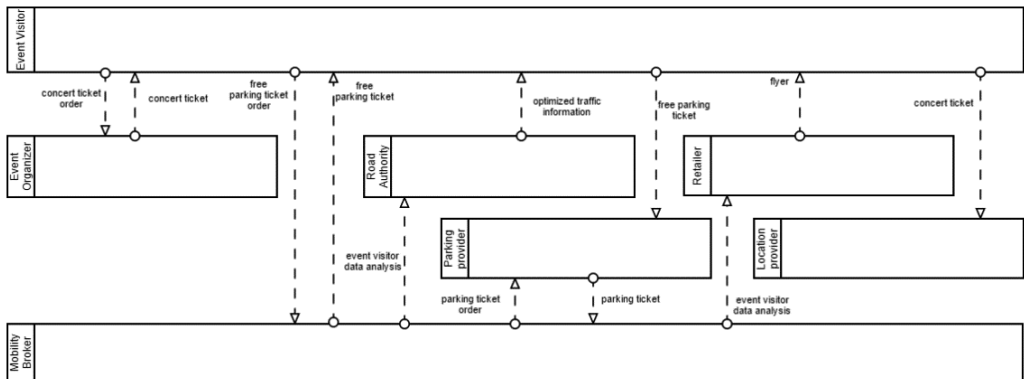 Event Visitor
concert ticket
order
concert ticket
free
parking ticket
order
free
parking ticket
optimized traffic
information
free parking
ticket
flyer
concert ticket
Event
Organizer
Road
Authority
Retailer
Parking
provider
Location
provider
event visitor
data analysis
parking ticket
order
parking ticket
event visitor
data analysis
Mobility
Broker